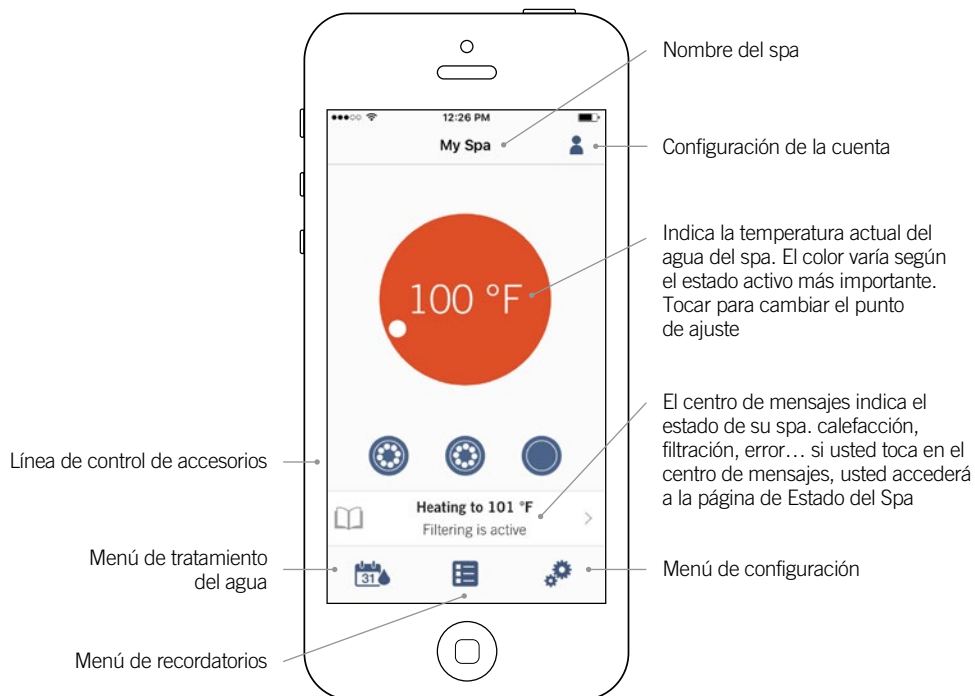 Nombre del spa
12:26 PM
My Spa
Configuración de la cuenta
Indica la temperatura actual del
agua del spa. El color varía según
el estado activo más importante.
Tocar para cambiar el punto
de ajuste
100 °F
El centro de mensajes indica el
estado de su spa. calefacción,
filtración, error… si usted toca en el
centro de mensajes, usted accederá
a la página de Estado del Spa
Línea de control de accesorios
Heating to 101 °F
Filtering is active
Menú de tratamiento
del agua
31
Menú de configuración
Menú de recordatorios